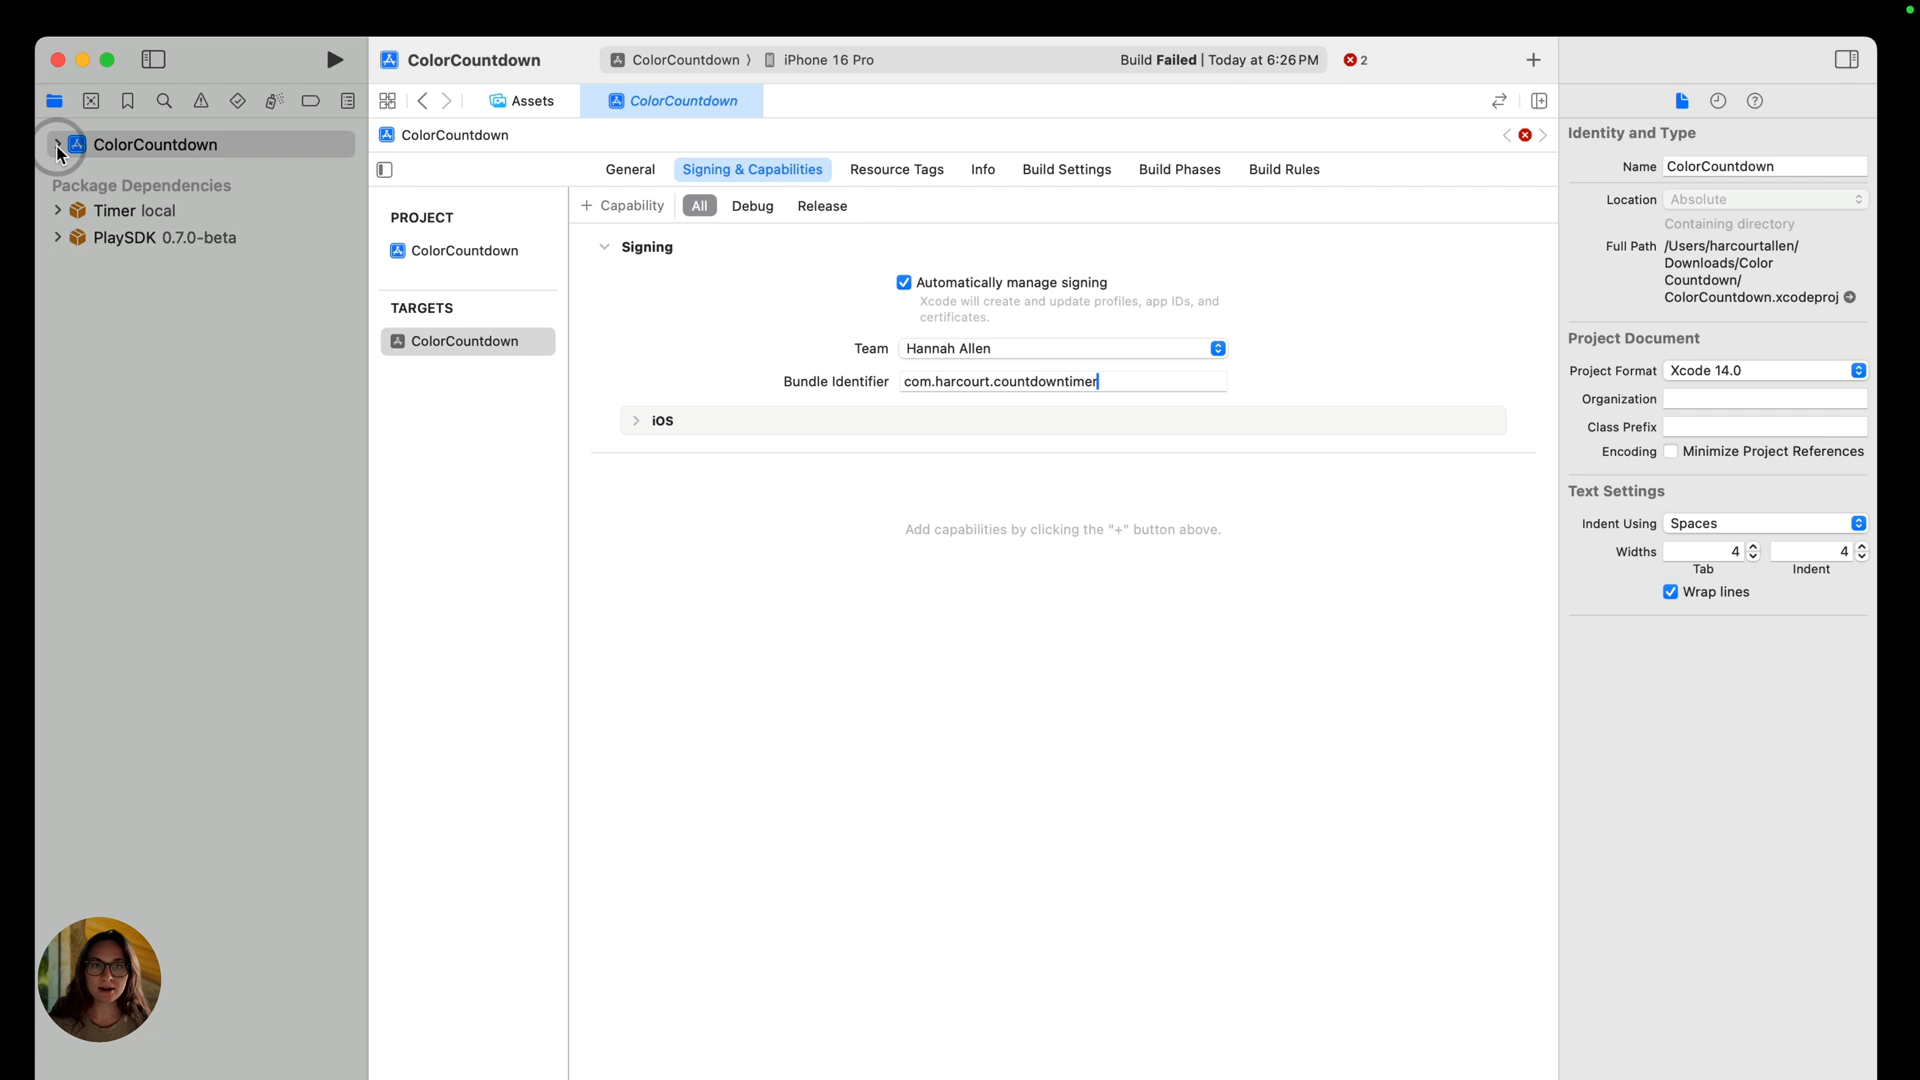 ColorCountdown
ColorCountdown 〉 iPhone 16 Pro
Build Failed | Today at 6:26 PM
2
Assets
ColorCountdown
ColorCountdown
ColorCountdown
Package Dependencies
Timer local
PlaySDK 0.7.0-beta
General
Signing & Capabilities
Resource Tags
Info
Build Settings
Build Phases
Build Rules
PROJECT
ColorCountdown
TARGETS
ColorCountdown
+ Capability
All
Debug
Release
Signing
Automatically manage signing
Xcode will create and update profiles, app IDs, and
certificates.
Team Hannah Allen
Bundle Identifier com.harcourt.countdowntimer
iOS
Add capabilities by clicking the "+" button above.
Identity and Type
Name ColorCountdown
Location Absolute
Containing directory
Full Path /Users/harcourtallen/
Downloads/Color
Countdown/
ColorCountdown.xcodeproj
Project Document
Project Format Xcode 14.0
Organization
Class Prefix
Encoding Minimize Project References
Text Settings
Indent Using Spaces
Widths 4 4
Tab Indent
Wrap lines